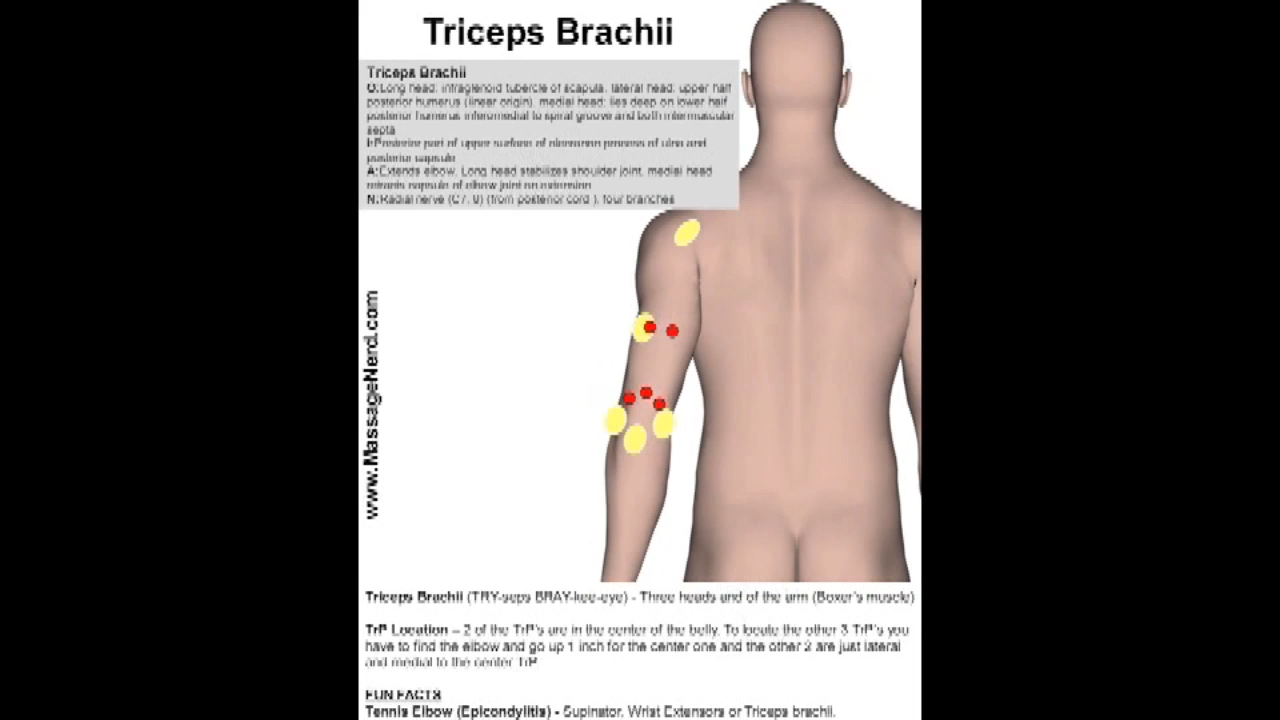 Triceps Brachii
Triceps Brachii
O:Long head: infraglenoid tubercle of scapula. lateral head: upper half
posterior humerus (linear origin). medial head: lies deep on lower half
posterior humerus inferomedial to spiral groove and both intermuscular
septa
I:Posterior part of upper surface of olecranon process of ulna and
posterior capsule
A:Extends elbow. Long head stabilizes shoulder joint. medial head
retracts capsule of elbow joint on extension
N:Radial nerve (C7, 8) (from posterior cord ), four branches
www.MassageNerd.com
Triceps Brachii (TRY-seps BRAY-kee-eye) - Three heads and of the arm (Boxer's muscle)
TrP Location – 2 of the TrP's are in the center of the belly. To locate the other 3 TrP's you
have to find the elbow and go up 1 inch for the center one and the other 2 are just lateral
and medial to the center TrP
FUN FACTS
Tennis Elbow (Epicondylitis) - Supinator, Wrist Extensors or Triceps brachii.